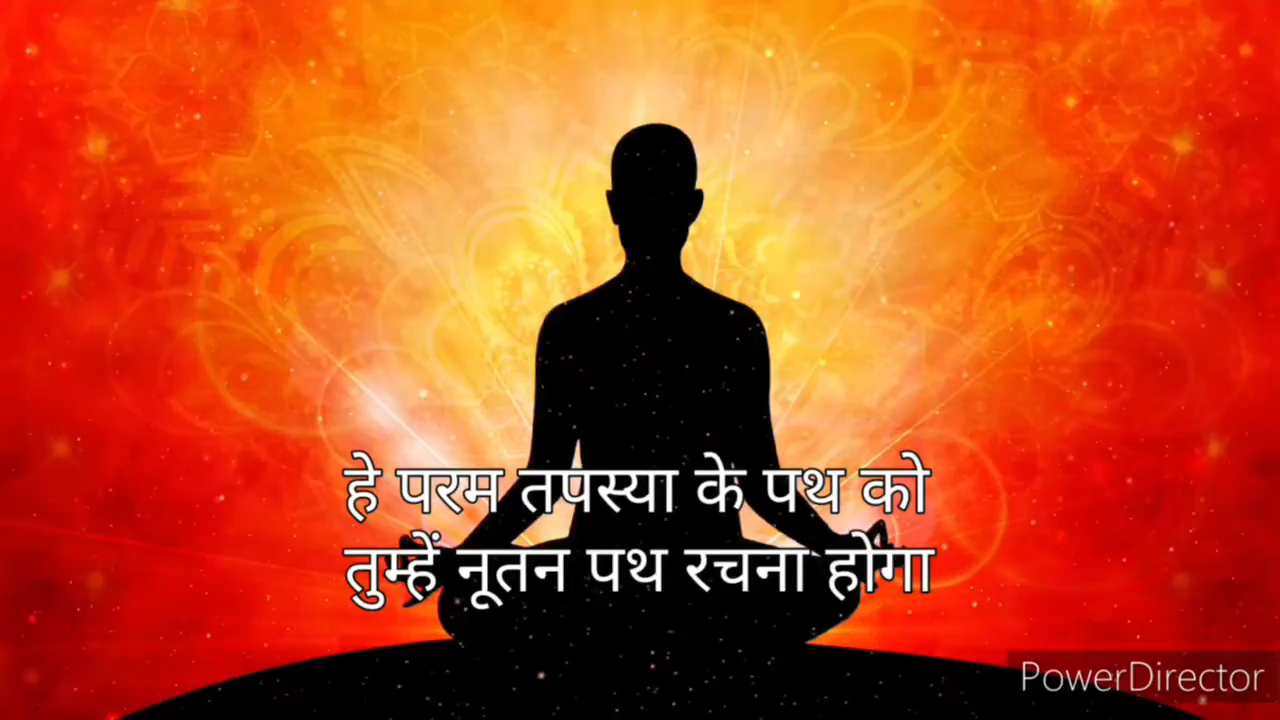 हे परम तपस्या के पथ को
तुम्हें नूतन पथ रचना होगा
PowerDirector